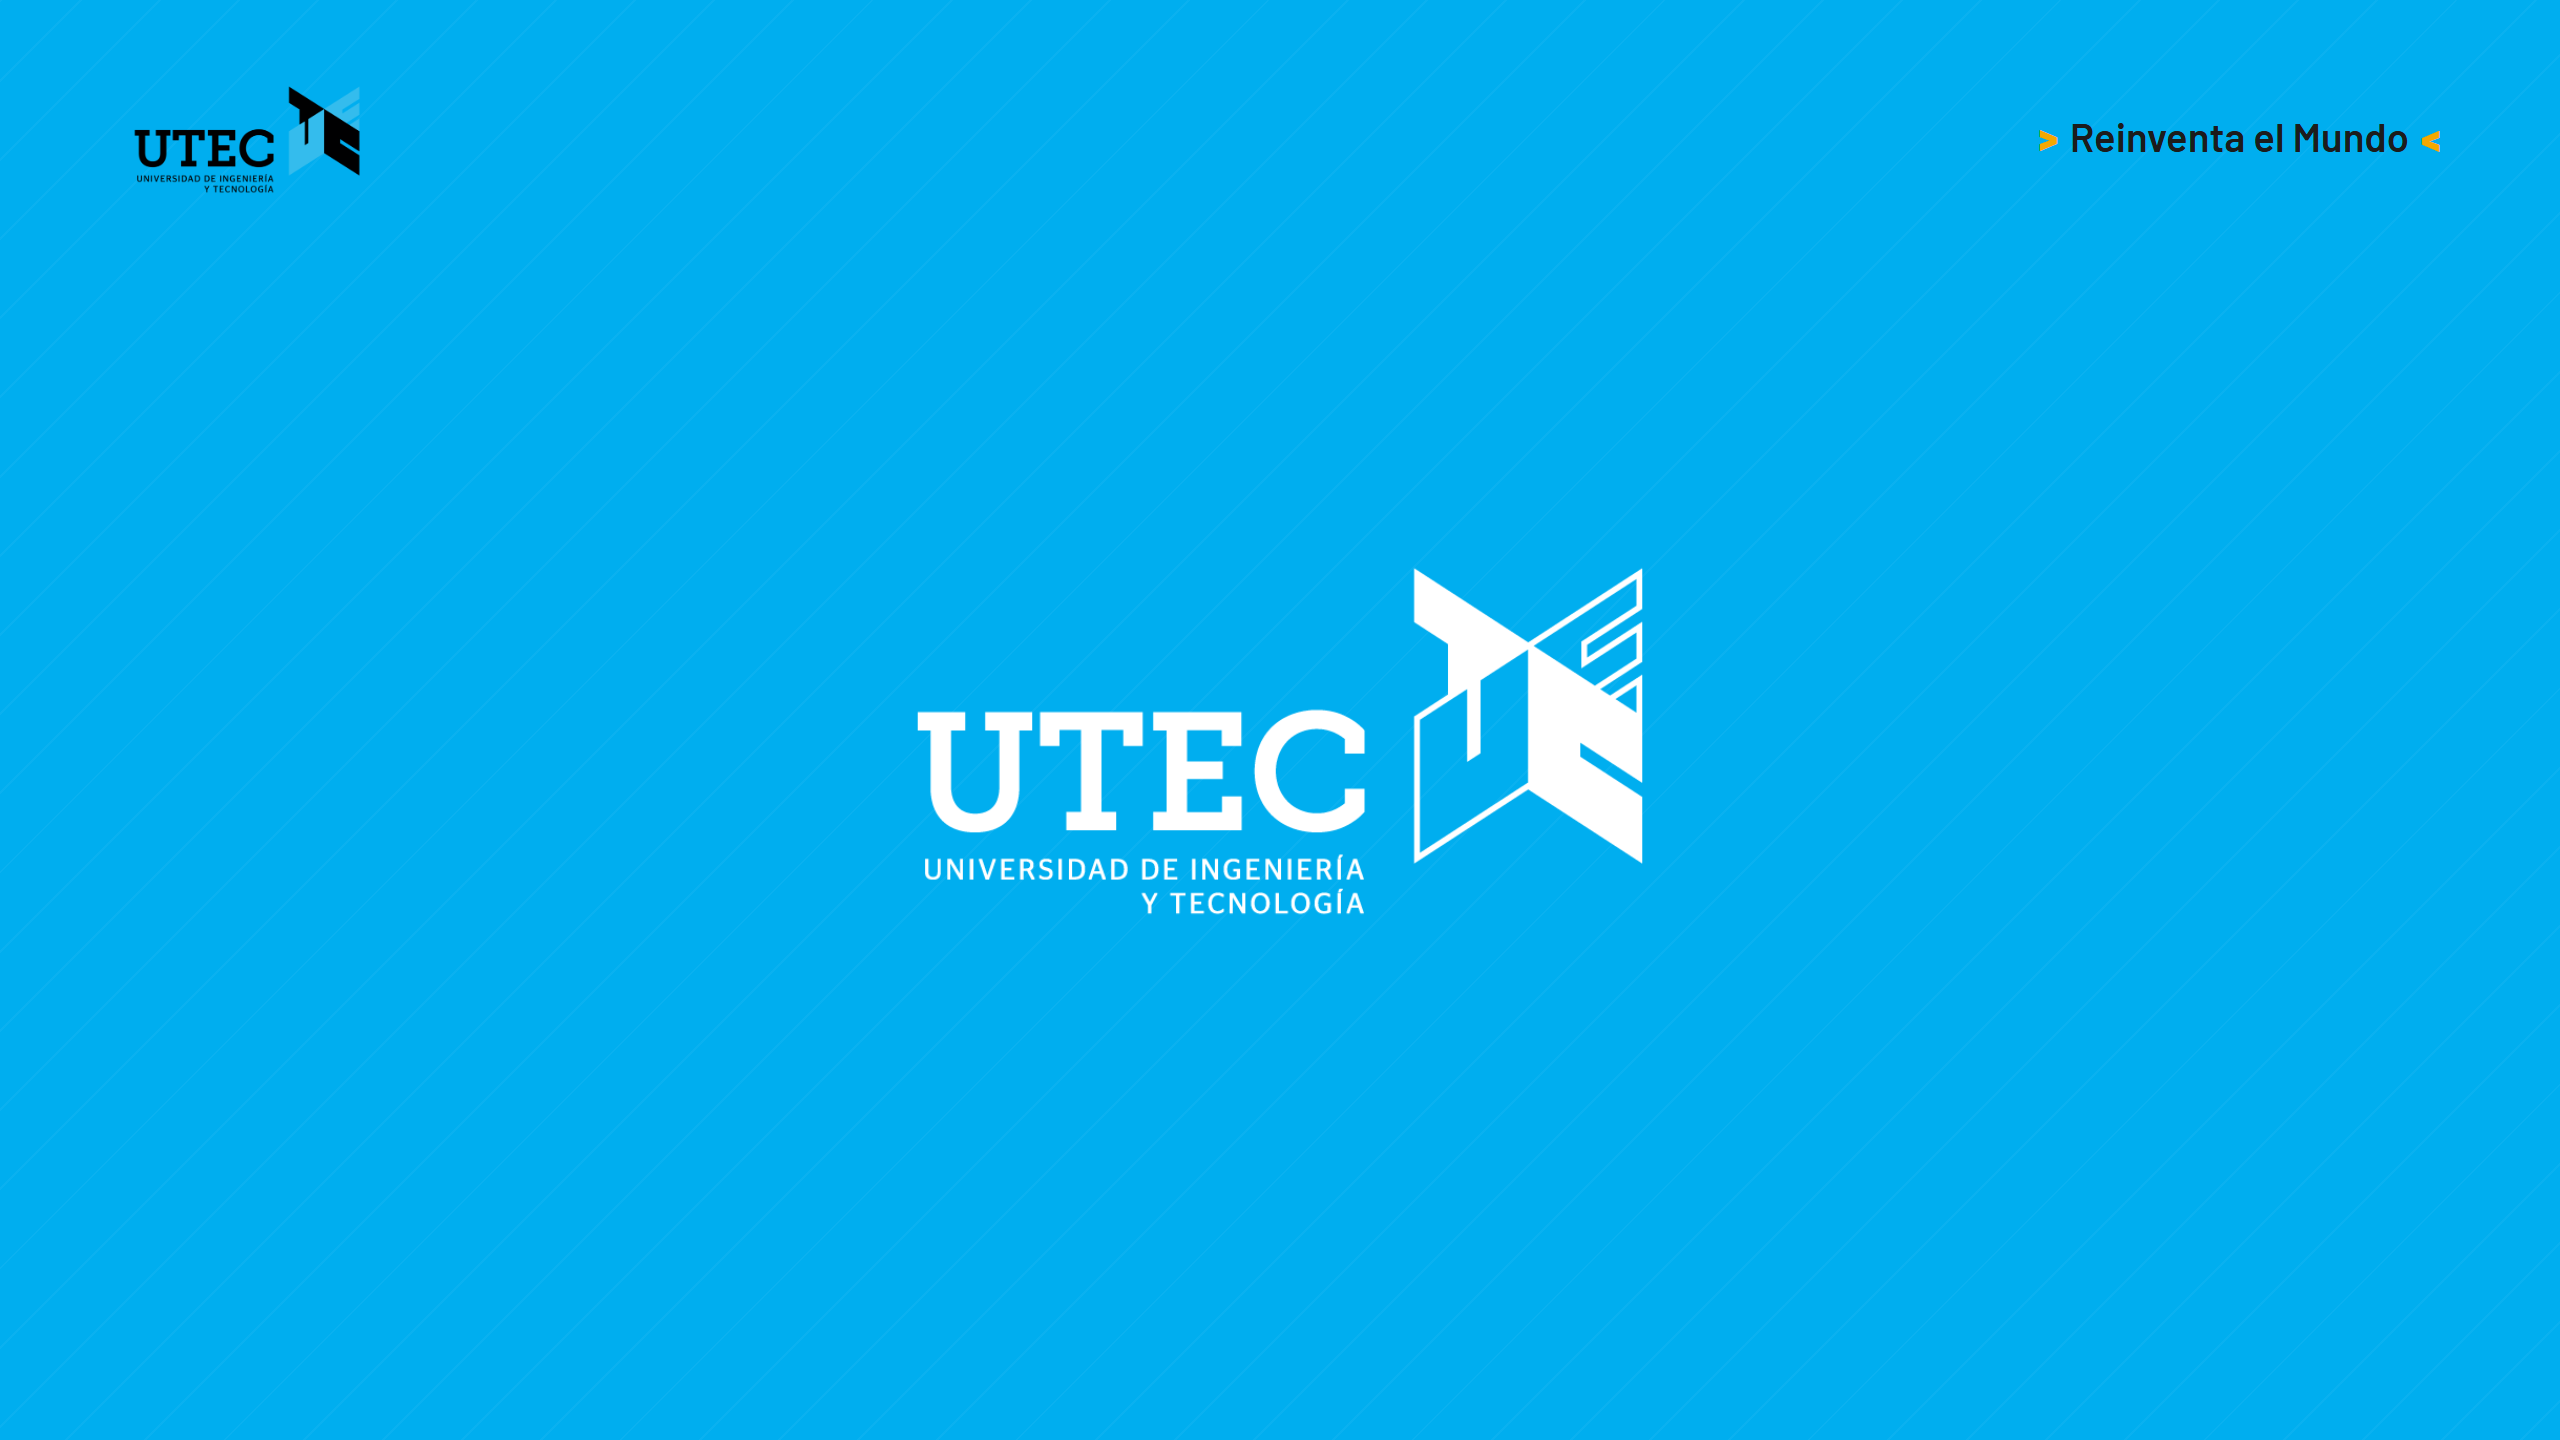 UTEC
UNIVERSIDAD DE INGENIERÍA
Y TECNOLOGÍA
> Reinventa el Mundo <
UTEC
UNIVERSIDAD DE INGENIERÍA
Y TECNOLOGÍA